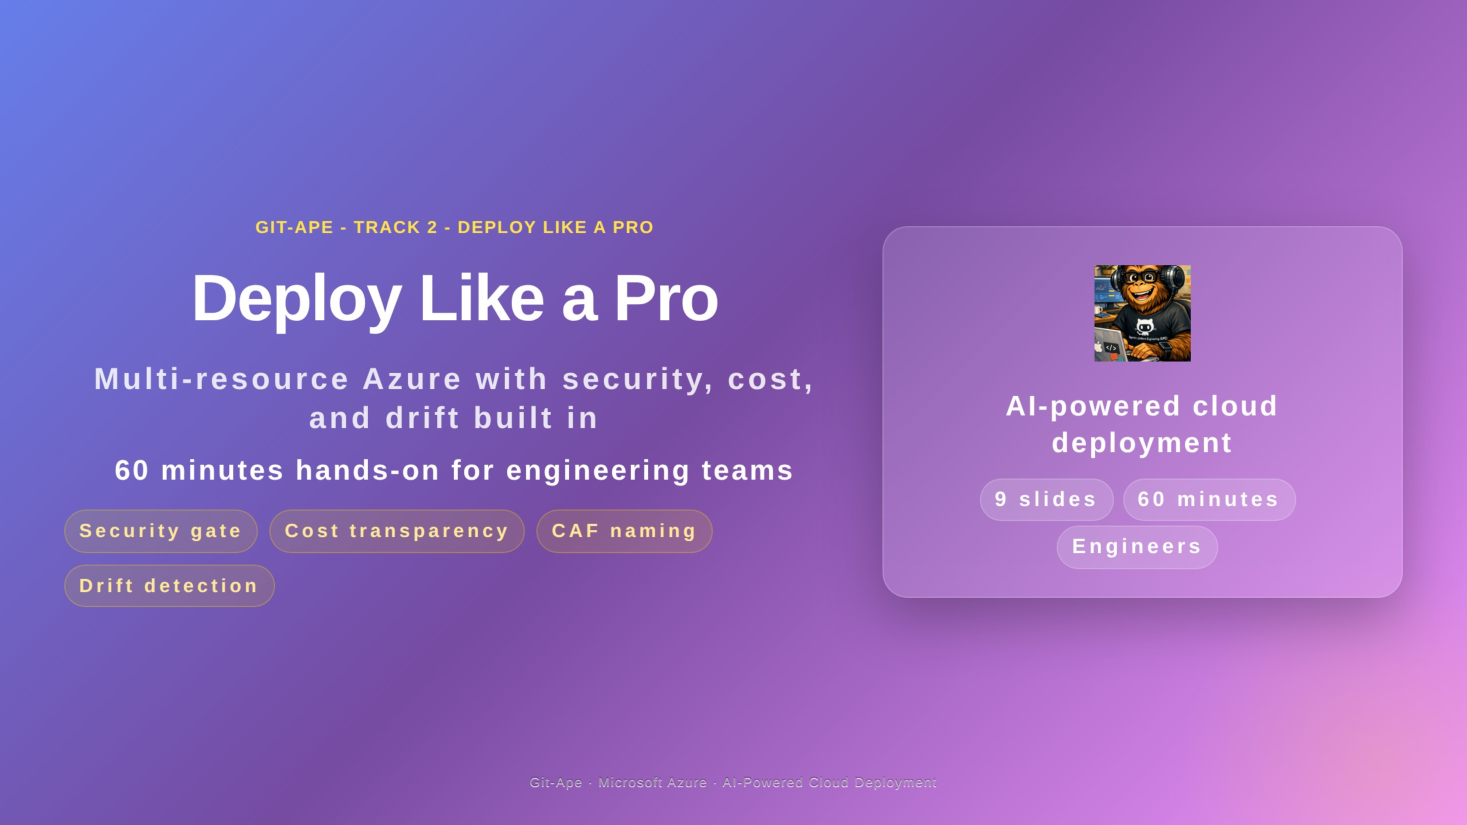 GIT-APE - TRACK 2 - DEPLOY LIKE A PRO
Deploy Like a Pro
Multi-resource Azure with security, cost,
and drift built in
60 minutes hands-on for engineering teams
Security gate
Cost transparency
CAF naming
Drift detection
AI-powered cloud
deployment
9 slides
60 minutes
Engineers
Git-Ape - Microsoft Azure - AI-Powered Cloud Deployment